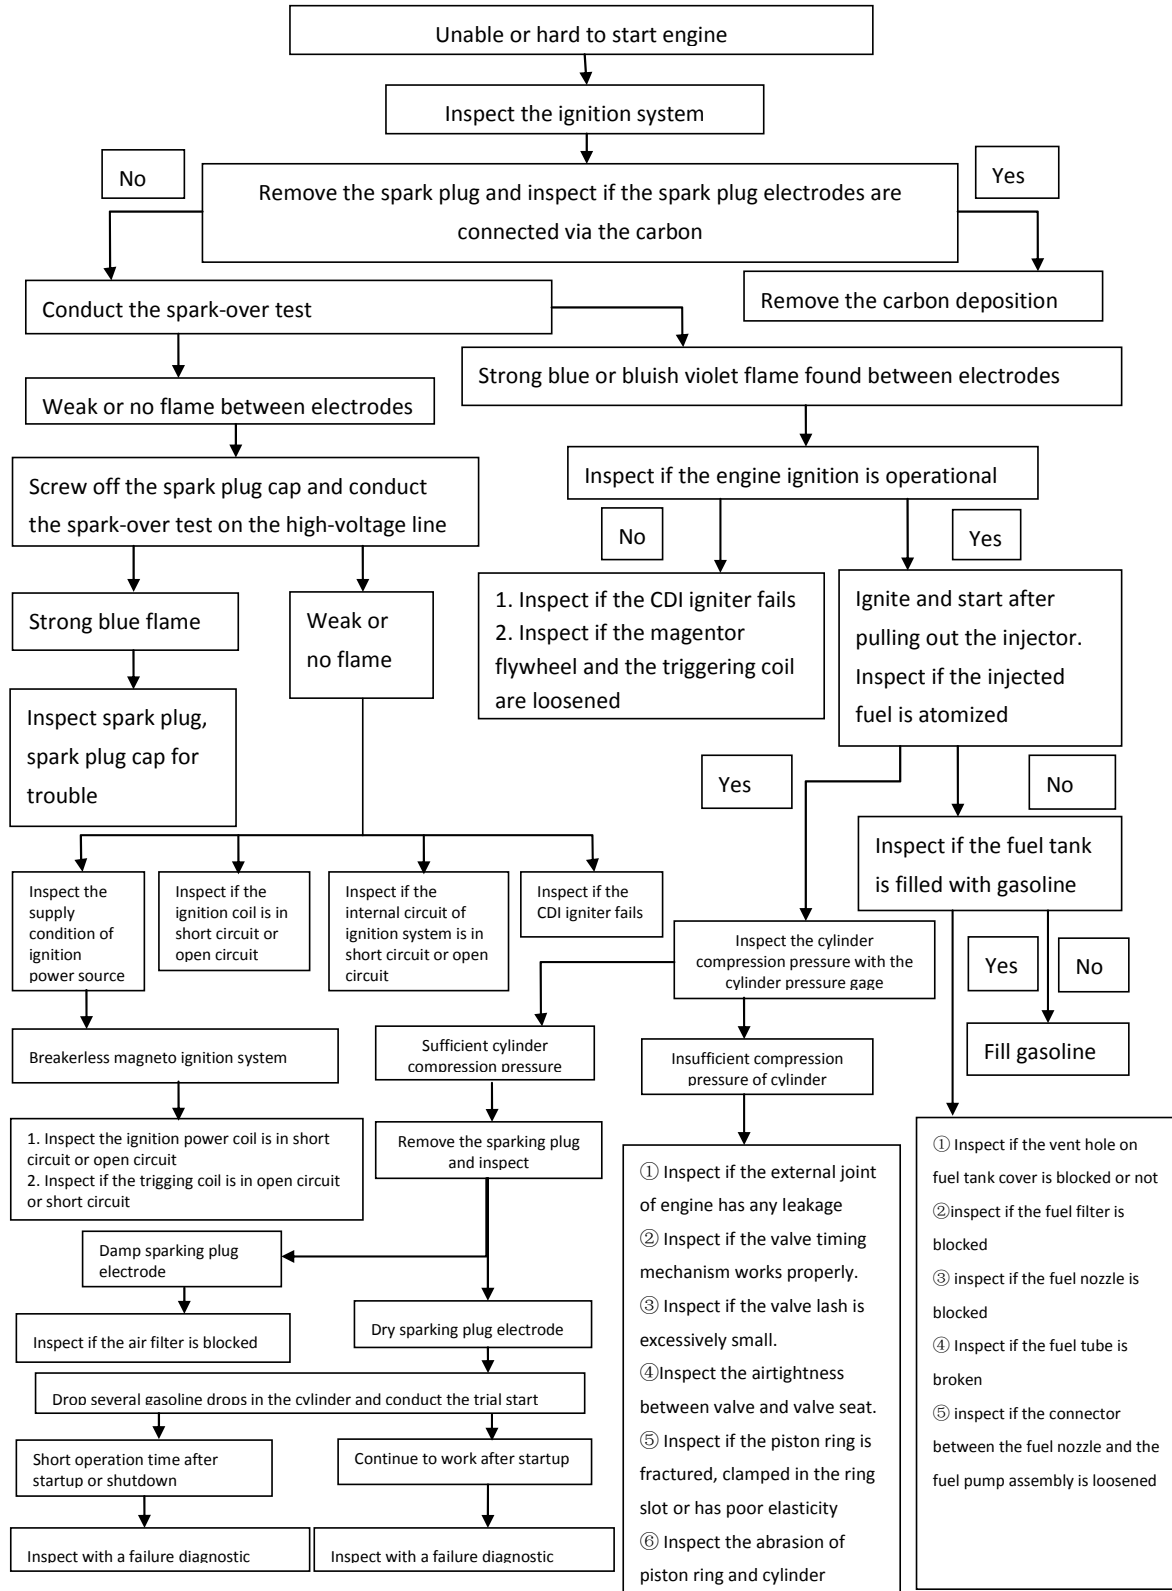 Unable or hard to start engine
Inspect the ignition system
No
Remove the spark plug and inspect if the spark plug electrodes are
connected via the carbon
Yes
Conduct the spark-over test
Remove the carbon deposition
Strong blue or bluish violet flame found between electrodes
Weak or no flame between electrodes
Inspect if the engine ignition is operational
Screw off the spark plug cap and conduct
the spark-over test on the high-voltage line
No
Yes
Strong blue flame
Weak or
no flame
1. Inspect if the CDI igniter fails
2. Inspect if the magentor
flywheel and the triggering coil
are loosened
Ignite and start after
pulling out the injector.
Inspect if the injected
fuel is atomized
Inspect spark plug,
spark plug cap for
trouble
Yes
No
Inspect if the fuel tank
is filled with gasoline
Inspect the
supply
condition of
ignition
power source
Inspect if the
ignition coil is in
short circuit or
open circuit
Inspect if the
internal circuit of
ignition system is in
short circuit or open
circuit
Inspect if the
CDI igniter fails
Inspect the cylinder
compression pressure with the
cylinder pressure gage
Yes
No
Breakerless magneto ignition system
Sufficient cylinder
compression pressure
Insufficient compression
pressure of cylinder
Fill gasoline
1. Inspect the ignition power coil is in short
circuit or open circuit
2. Inspect if the trigging coil is in open circuit
or short circuit
Remove the sparking plug
and inspect
① Inspect if the external joint
of engine has any leakage
② Inspect if the valve timing
mechanism works properly.
③ Inspect if the valve lash is
excessively small.
④Inspect the airtightness
between valve and valve seat.
⑤ Inspect if the piston ring is
fractured, clamped in the ring
slot or has poor elasticity
⑥ Inspect the abrasion of
piston ring and cylinder
① Inspect if the vent hole on
fuel tank cover is blocked or not
②inspect if the fuel filter is
blocked
③ inspect if the fuel nozzle is
blocked
④ Inspect if the fuel tube is
broken
⑤ inspect if the connector
between the fuel nozzle and the
fuel pump assembly is loosened
Damp sparking plug
electrode
Inspect if the air filter is blocked
Dry sparking plug electrode
Drop several gasoline drops in the cylinder and conduct the trial start
Short operation time after
startup or shutdown
Continue to work after startup
Inspect with a failure diagnostic
Inspect with a failure diagnostic